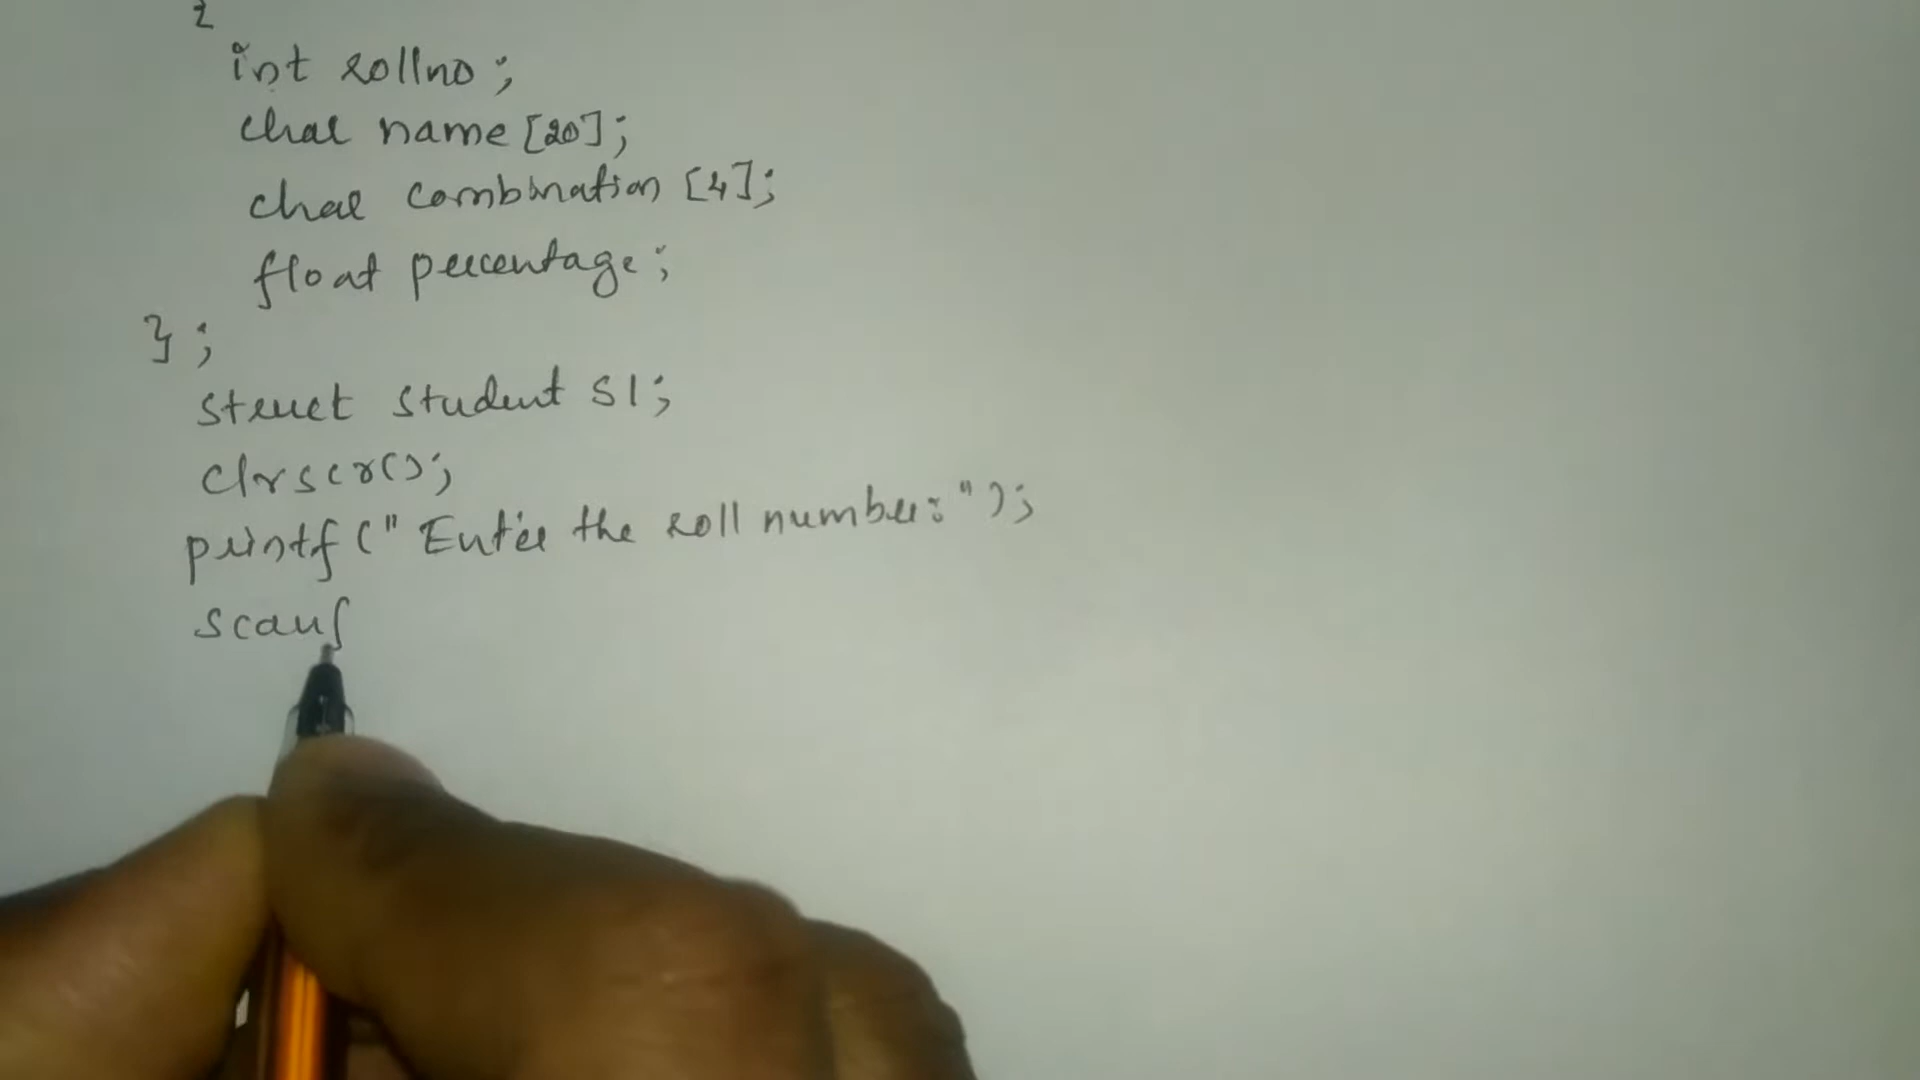 {
int rollno;
char name [20];
char combination [4];
float percentage;
};
struct student S1;
clrscr();
printf (" Enter the roll number: ");
scanf